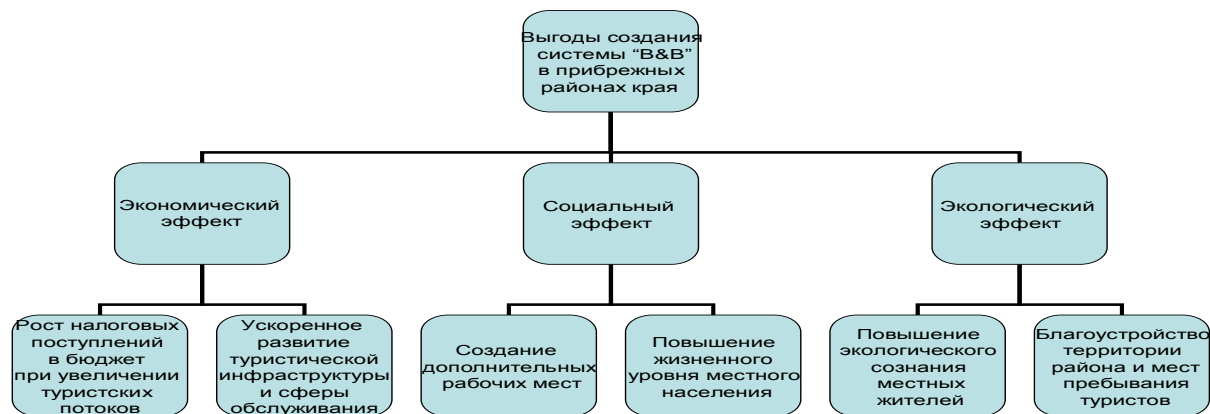 Выгоды создания
системы “B&B”
в прибрежных
районах края
Экономический
эффект
Социальный
эффект
Экологический
эффект
Рост налоговых
поступлений
в бюджет
при увеличении
туристских
потоков
Ускоренное
развитие
туристической
инфраструктуры
и сферы
обслуживания
Создание
дополнительных
рабочих мест
Повышение
жизненного
уровня местного
населения
Повышение
экологического
сознания
местных
жителей
Благоустройство
территории
района и мест
пребывания
туристов